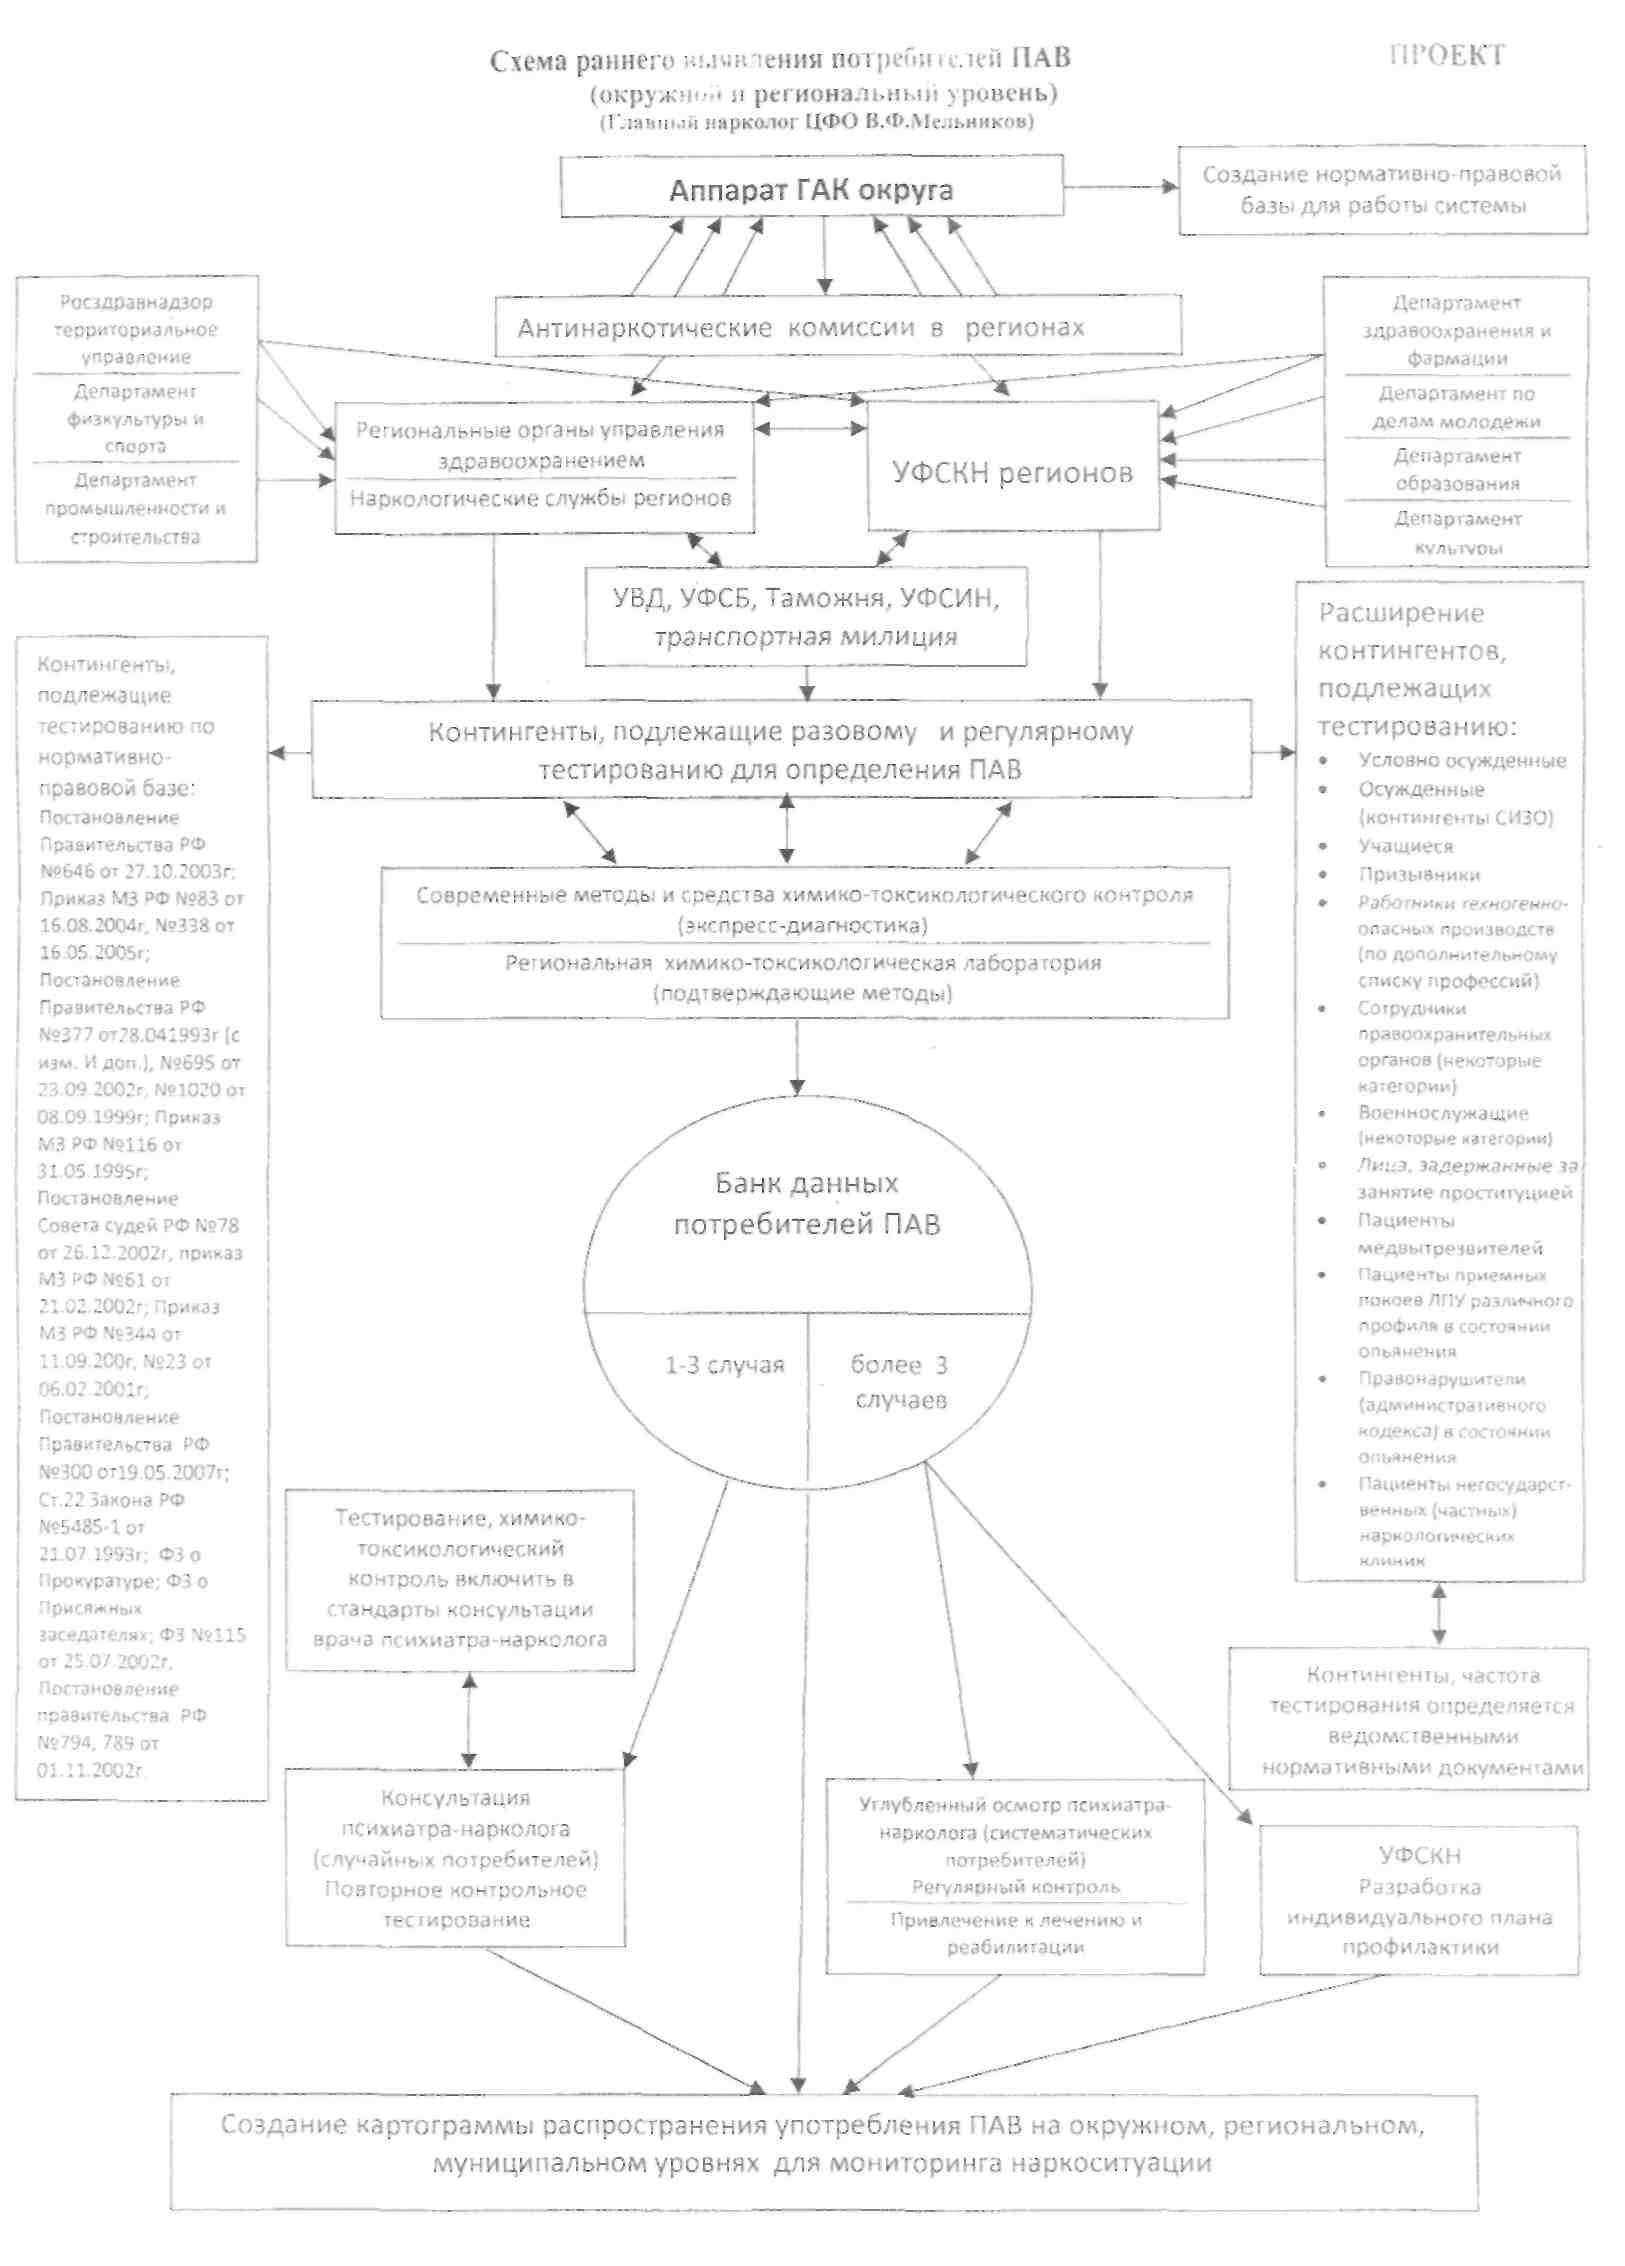 Схема раннего выявления потребителей ПАВ
ПРОЕКТ
(окружной и региональный уровень)
(Главный нарколог ЦФО В.Ф.Мельников)
Аппарат ГАК округа
Создание нормативно-правовой
базы для работы системы
Антинаркотические комиссии в регионах
Росздравнадзор
территориальное
управление
Департамент
физкультуры и
спорта
Департамент
промышленности и
строительства
Региональные органы управления
здравоохранением
Наркологические службы регионов
УФСКН регионов
Департамент
здравоохранения и
фармации
Департамент по
делам молодежи
Департамент
образования
Департамент
культуры
УВД, УФСБ, Таможня, УФСИН,
транспортная милиция
Контингенты, подлежащие разовому и регулярному
тестированию для определения ПАВ
Контингенты,
подлежащие
тестированию по
нормативно-
правовой базе:
Постановление
Правительства РФ
№646 от 27.10.2003г;
Приказ МЗ РФ №83 от
16.08.2004г, №338 от
16.05.2005г;
Постановление
Правительства РФ
№377 от28.041993г (с
изм. И доп.), №695 от
23.09.2002г, №1020 от
08.09.1999г; Приказ
МЗ РФ №116 от
31.05.1995г;
Постановление
Совета судей РФ №78
от 26.12.2002г, приказ
МЗ РФ №61 от
21.02.2002г; Приказ
МЗ РФ №344 от
11.09.200г, №23 от
06.02.2001г;
Постановление
Правительства РФ
№300 от19.05.2007г;
Ст.22 Закона РФ
№5485-1 от
21.07.1993г; ФЗ о
Прокуратуре; ФЗ о
Присяжных
заседателях; ФЗ №115
от 25.07.2002г,
Постановление
правительства РФ
№794, 789 от
01.11.2002г.
Расширение
контингентов,
подлежащих
тестированию:
• Условно осужденные
• Осужденные
(контингенты СИЗО)
• Учащиеся
• Призывники
• Работники техногенно-
опасных производств
(по дополнительному
списку профессий)
• Сотрудники
правоохранительных
органов (некоторые
категории)
• Военнослужащие
(некоторые категории)
• Лица, задержанные за
занятие проституцией
• Пациенты
медвытрезвителей
• Пациенты приемных
покоев ЛПУ различного
профиля в состоянии
опьянения
• Правонарушители
(административного
кодекса) в состоянии
опьянения
• Пациенты негосударст-
венных (частных)
наркологических
клиник
Современные методы и средства химико-токсикологического контроля
(экспресс-диагностика)
Региональная химико-токсикологическая лаборатория
(подтверждающие методы)
Банк данных
потребителей ПАВ
1-3 случая
более 3
случаев
Тестирование, химико-
токсикологический
контроль включить в
стандарты консультации
врача психиатра-нарколога
Контингенты, частота
тестирования определяется
ведомственными
нормативными документами
Консультация
психиатра-нарколога
(случайных потребителей)
Повторное контрольное
тестирование
Углубленный осмотр психиатра-
нарколога (систематических
потребителей)
Регулярный контроль
Привлечение к лечению и
реабилитации
УФСКН
Разработка
индивидуального плана
профилактики
Создание картограммы распространения употребления ПАВ на окружном, региональном,
муниципальном уровнях для мониторинга наркоситуации